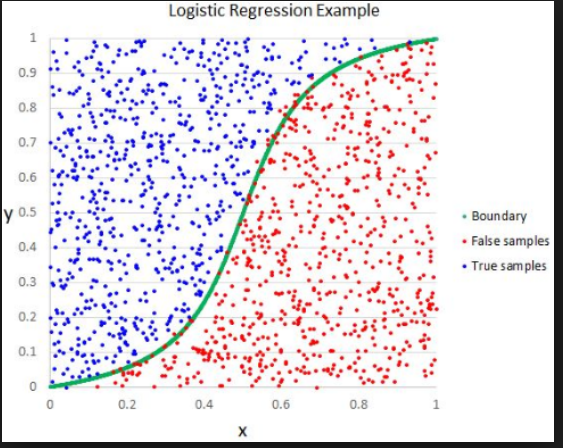 Logistic Regression Example
1
0.9
0.8
0.7
0.6
y 0.5
0.4
0.3
0.2
0.1
0
0 0.2 0.4 0.6 0.8 1
x
Boundary
False samples
True samples